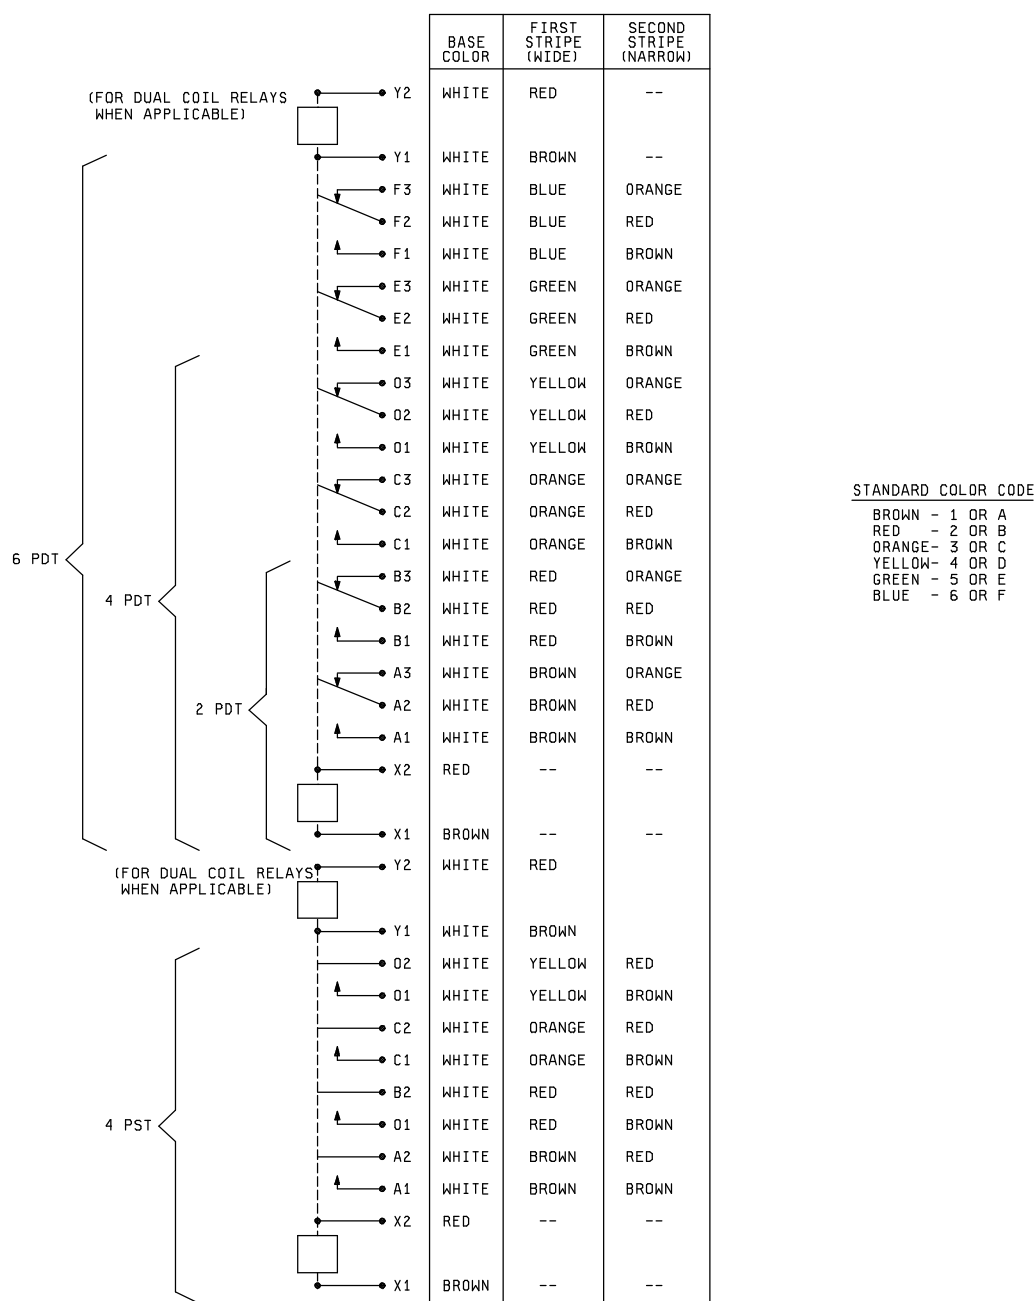 BASE COLOR FIRST STRIPE (WIDE) SECOND STRIPE (NARROW)
(FOR DUAL COIL RELAYS
WHEN APPLICABLE)
Y2 WHITE RED --
Y1 WHITE BROWN --
F3 WHITE BLUE ORANGE
F2 WHITE BLUE RED
F1 WHITE BLUE BROWN
E3 WHITE GREEN ORANGE
E2 WHITE GREEN RED
E1 WHITE GREEN BROWN
O3 WHITE YELLOW ORANGE
O2 WHITE YELLOW RED
O1 WHITE YELLOW BROWN
C3 WHITE ORANGE ORANGE
C2 WHITE ORANGE RED
C1 WHITE ORANGE BROWN
6 PDT
B3 WHITE RED ORANGE
4 PDT
B2 WHITE RED RED
B1 WHITE RED BROWN
A3 WHITE BROWN ORANGE
A2 WHITE BROWN RED
2 PDT
A1 WHITE BROWN BROWN
X2 RED -- --
X1 BROWN -- --
(FOR DUAL COIL RELAYS
WHEN APPLICABLE)
Y2 WHITE RED
Y1 WHITE BROWN
O2 WHITE YELLOW RED
O1 WHITE YELLOW BROWN
C2 WHITE ORANGE RED
C1 WHITE ORANGE BROWN
B2 WHITE RED RED
4 PST
O1 WHITE RED BROWN
A2 WHITE BROWN RED
A1 WHITE BROWN BROWN
X2 RED -- --
X1 BROWN -- --
STANDARD COLOR CODE
BROWN - 1 OR A
RED - 2 OR B
ORANGE- 3 OR C
YELLOW- 4 OR D
GREEN - 5 OR E
BLUE - 6 OR F